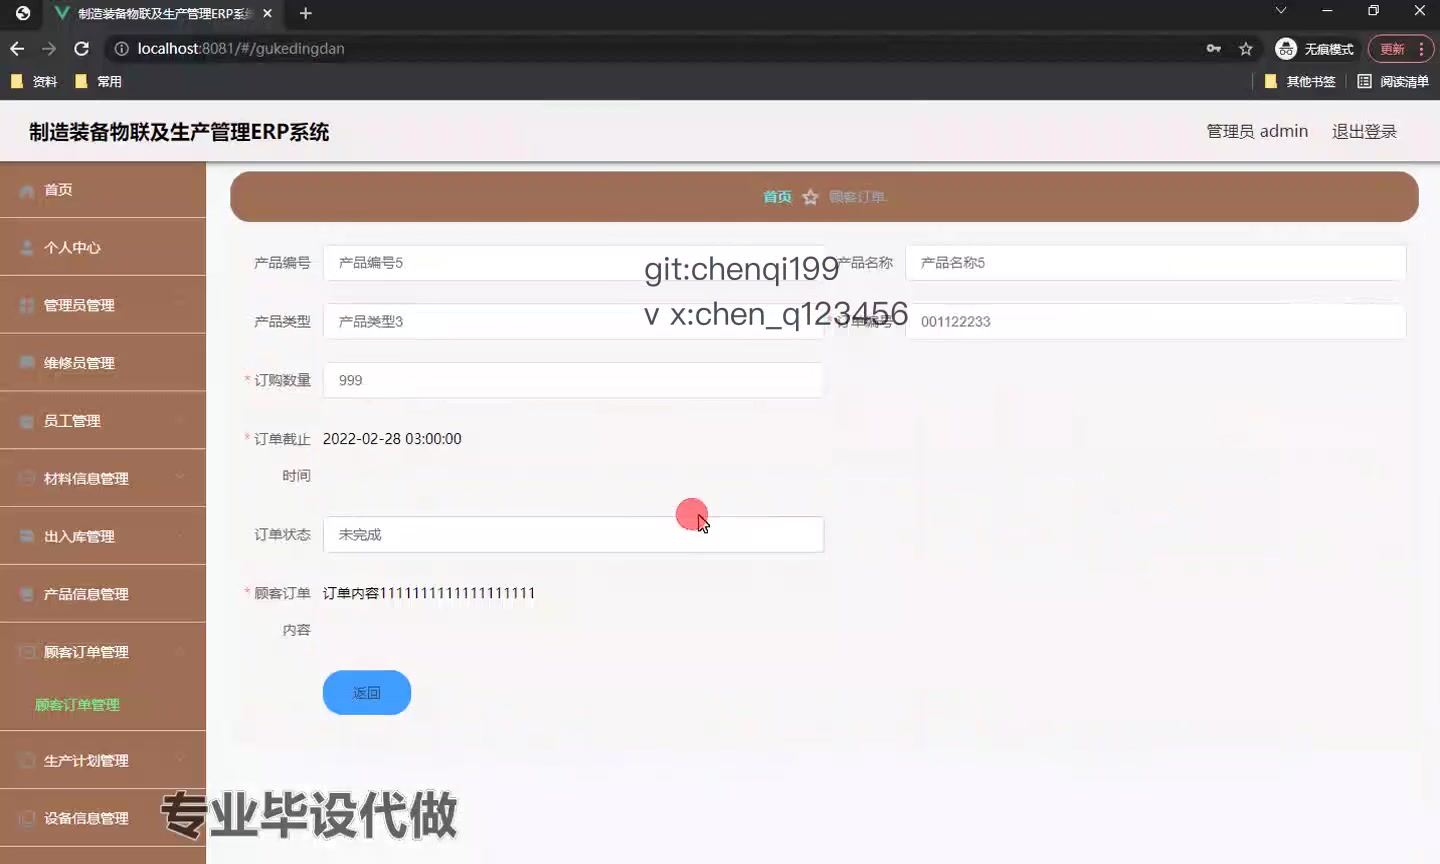 制造装备物联及生产管理ERP系
localhost:8081/#/gukedingdan
无痕模式
更新
资料
常用
其他书签
阅读清单
制造装备物联及生产管理ERP系统
管理员 admin
退出登录
首页
个人中心
管理员管理
维修员管理
员工管理
材料信息管理
出入库管理
产品信息管理
顾客订单管理
顾客订单管理
生产计划管理
设备信息管理
首页
顾客订单
产品编号
产品编号5
产品名称
产品名称5
git:chenqi199
产品类型
产品类型3
订单编号
001122233
v x:chen_q123456
* 订购数量
999
* 订单截止
时间
2022-02-28 03:00:00
订单状态
未完成
* 顾客订单
内容
订单内容1111111111111111111
返回
专业毕设代做